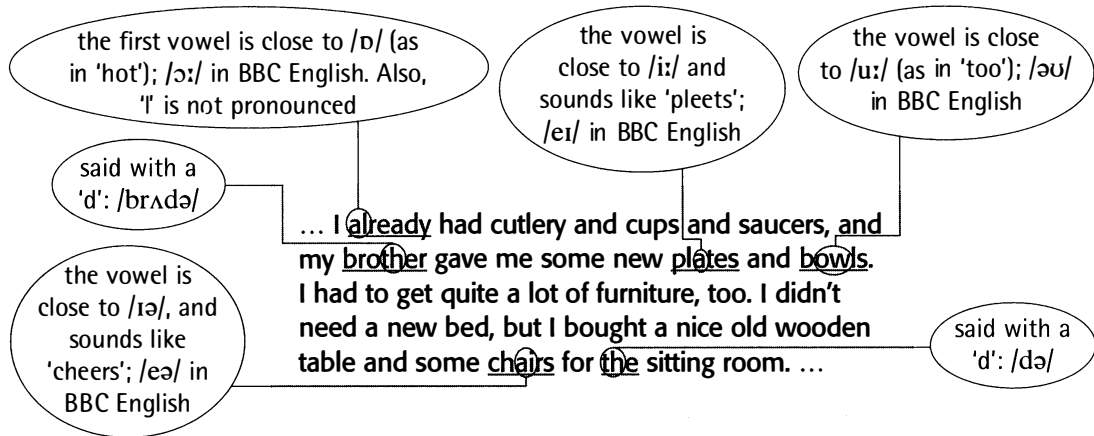 the first vowel is close to /ɒ/ (as
in 'hot'); /ɔː/ in BBC English. Also,
'l' is not pronounced
the vowel is
close to /iː/ and
sounds like 'pleets';
/eɪ/ in BBC English
the vowel is close
to /uː/ (as in 'too'); /əʊ/
in BBC English
said with a
'd': /brʌdə/
... I already had cutlery and cups and saucers, and
my brother gave me some new plates and bowls.
I had to get quite a lot of furniture, too. I didn't
need a new bed, but I bought a nice old wooden
table and some chairs for the sitting room. ...
the vowel is
close to /ɪə/, and
sounds like
'cheers'; /eə/ in
BBC English
said with a
'd': /də/